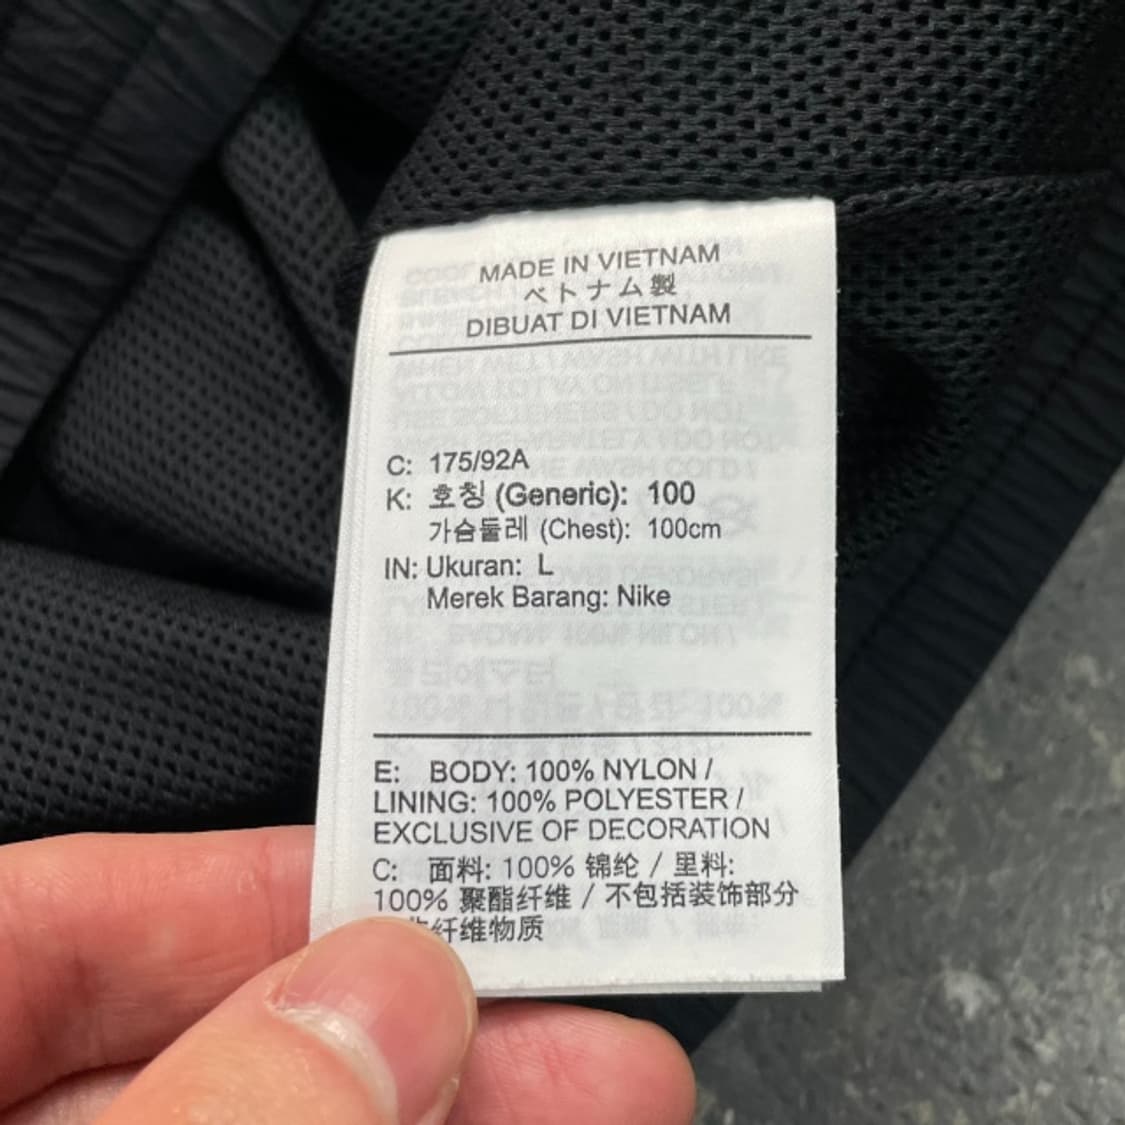 MADE IN VIETNAM
ベトナム製
DIBUAT DI VIETNAM
C: 175/92A
K: 호칭 (Generic): 100
가슴둘레 (Chest): 100cm
IN: Ukuran: L
Merek Barang: Nike
E: BODY: 100% NYLON /
LINING: 100% POLYESTER /
EXCLUSIVE OF DECORATION
C: 面料: 100% 锦纶 / 里料:
100% 聚酯纤维 / 不包括装饰部分
纤维物质